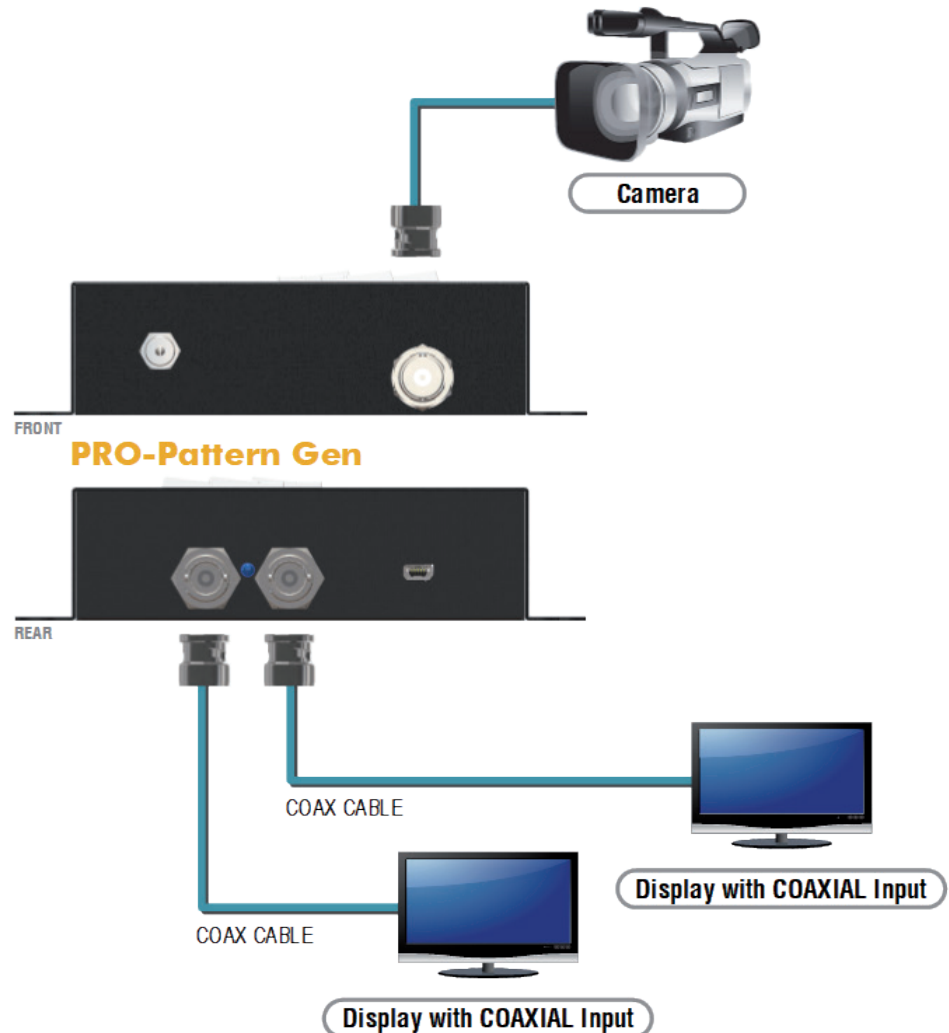 Camera
FRONT
PRO-Pattern Gen
REAR
COAX CABLE
Display with COAXIAL Input
COAX CABLE
Display with COAXIAL Input